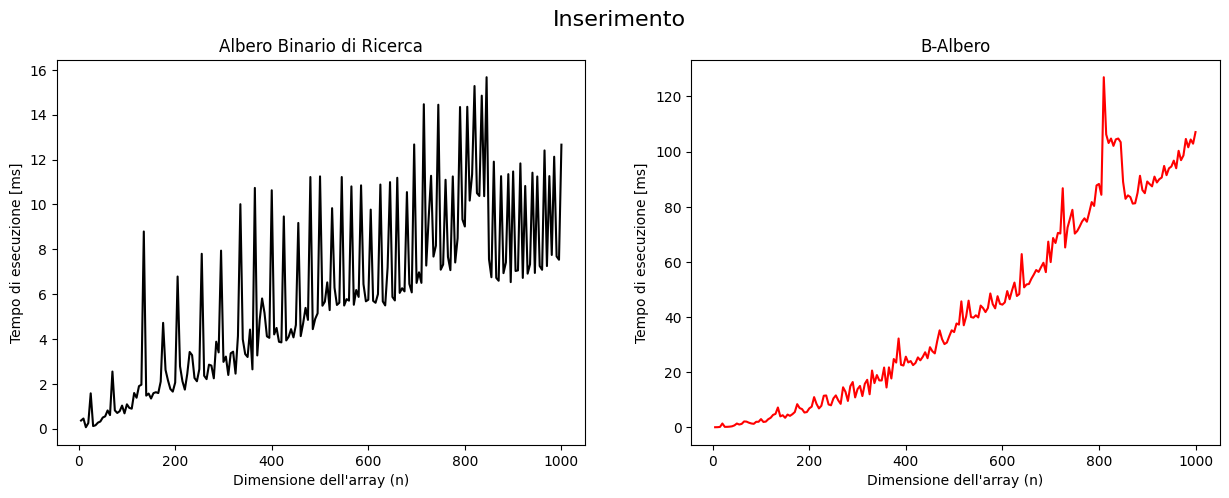 Inserimento
Albero Binario di Ricerca
Tempo di esecuzione [ms]
16
14
12
10
8
6
4
2
0
0 200 400 600 800 1000
Dimensione dell'array (n)
B-Albero
Tempo di esecuzione [ms]
120
100
80
60
40
20
0
0 200 400 600 800 1000
Dimensione dell'array (n)